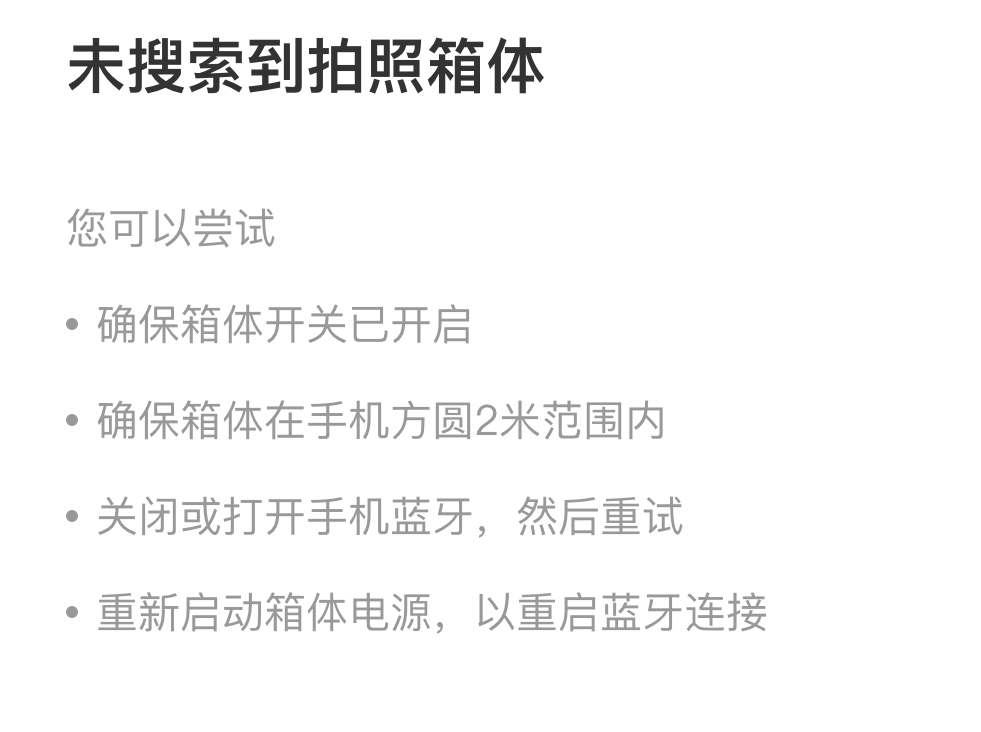 未搜索到拍照箱体
您可以尝试
• 确保箱体开关已开启
• 确保箱体在手机方圆2米范围内
• 关闭或打开手机蓝牙，然后重试
• 重新启动箱体电源，以重启蓝牙连接